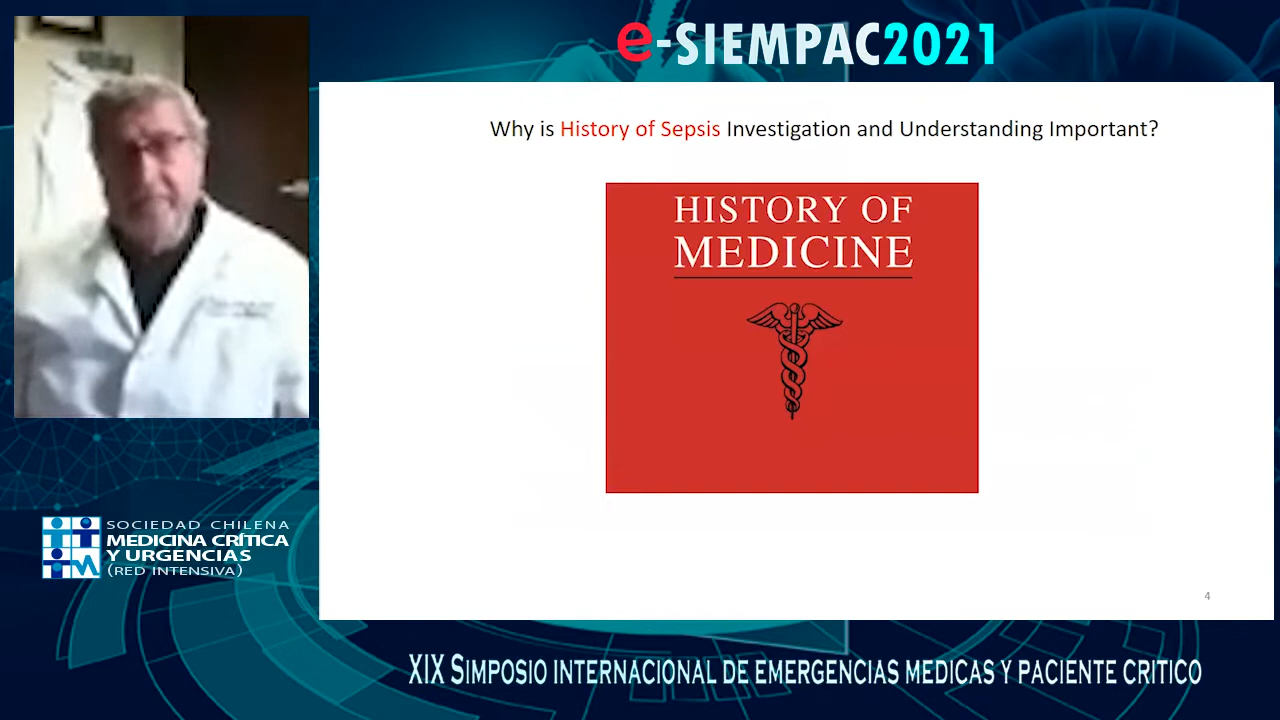 e-SIEMPAC2021
Why is History of Sepsis Investigation and Understanding Important?
HISTORY OF
MEDICINE
SOCIEDAD CHILENA
MEDICINA CRÍTICA
Y URGENCIAS
(RED INTENSIVA)
4
XIX SIMPOSIO INTERNACIONAL DE EMERGENCIAS MEDICAS Y PACIENTE CRITICO